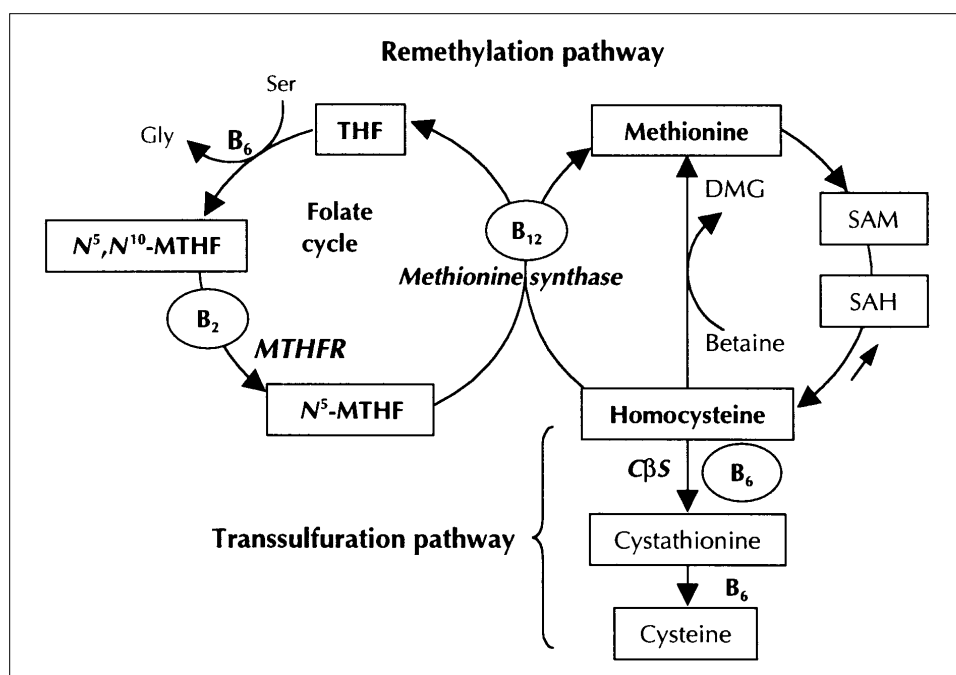 Remethylation pathway
Ser
Gly
B₆
THF
Methionine
DMG
Folate
cycle
B₁₂
SAM
N⁵,N¹⁰-MTHF
Methionine synthase
SAH
B₂
Betaine
MTHFR
N⁵-MTHF
Homocysteine
CβS
B₆
Transsulfuration pathway
Cystathionine
B₆
Cysteine